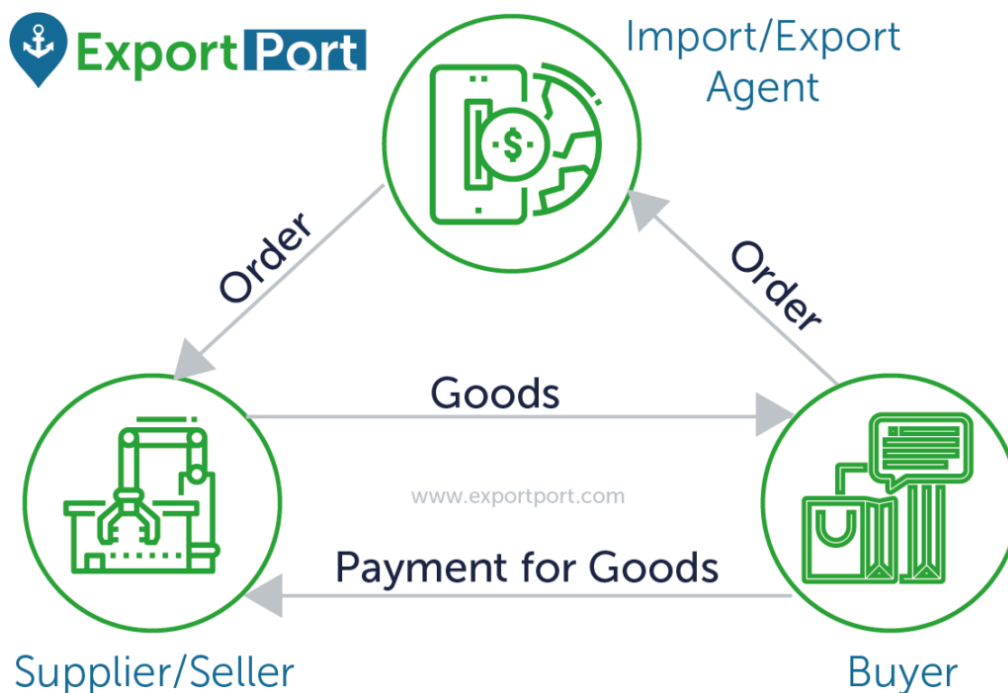 ExportPort
Import/Export
Agent
Order
Order
Goods
www.exportport.com
Payment for Goods
Supplier/Seller
Buyer